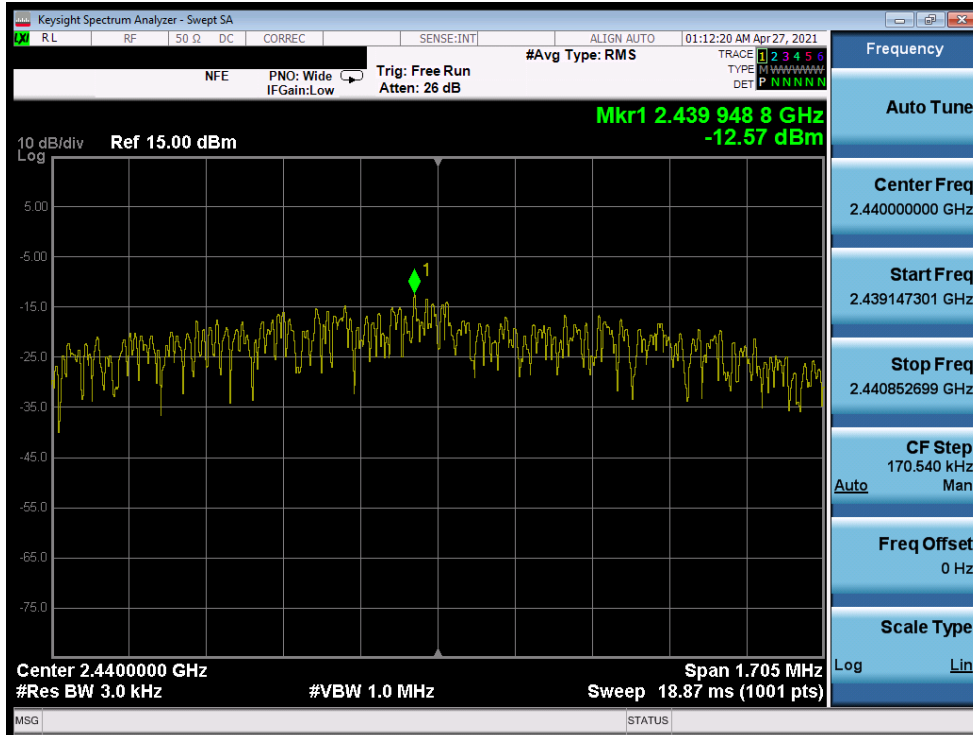 Keysight Spectrum Analyzer - Swept SA
LXI RL RF 50 Ω DC CORREC SENSE:INT ALIGN AUTO 01:12:20 AM Apr 27, 2021
#Avg Type: RMS
TRACE 1 2 3 4 5 6
NFE PNO: Wide Trig: Free Run TYPE M WWWWW
IFGain:Low Atten: 26 dB DET P N N N N N
Mkr1 2.439 948 8 GHz
-12.57 dBm
10 dB/div Ref 15.00 dBm
Log
5.00
-5.00
1
-15.0
-25.0
-35.0
-45.0
-55.0
-65.0
-75.0
Center 2.4400000 GHz Span 1.705 MHz
#Res BW 3.0 kHz #VBW 1.0 MHz Sweep 18.87 ms (1001 pts)
MSG STATUS
Frequency
Auto Tune
Center Freq
2.440000000 GHz
Start Freq
2.439147301 GHz
Stop Freq
2.440852699 GHz
CF Step
170.540 kHz
Auto Man
Freq Offset
0 Hz
Scale Type
Log Lin